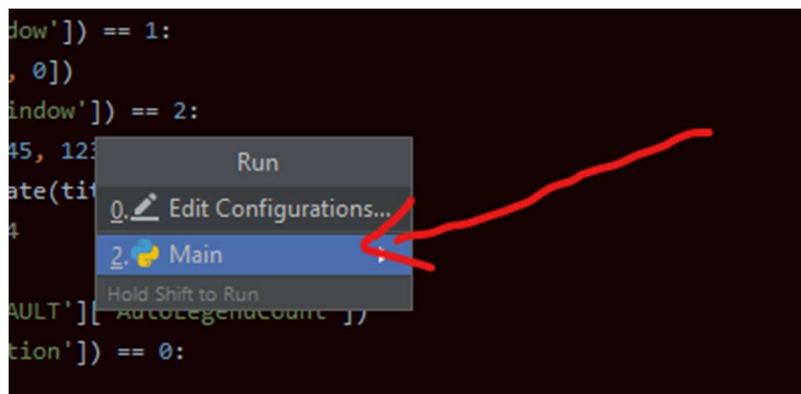 dow']) == 1:
, 0])
indow']) == 2:
45, 12
Run
ate(tit
0. Edit Configurations...
4
2. Main
Hold Shift to Run
AULT']['AutoLegendCount'])
tion']) == 0: